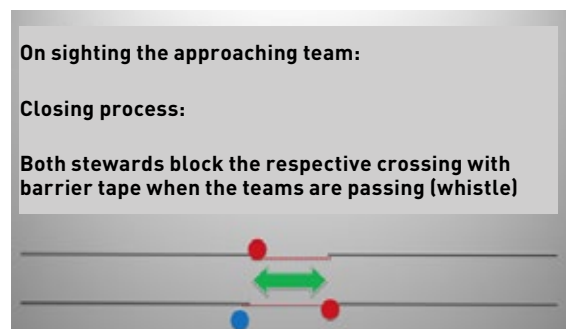 On sighting the approaching team:
Closing process:
Both stewards block the respective crossing with
barrier tape when the teams are passing (whistle)